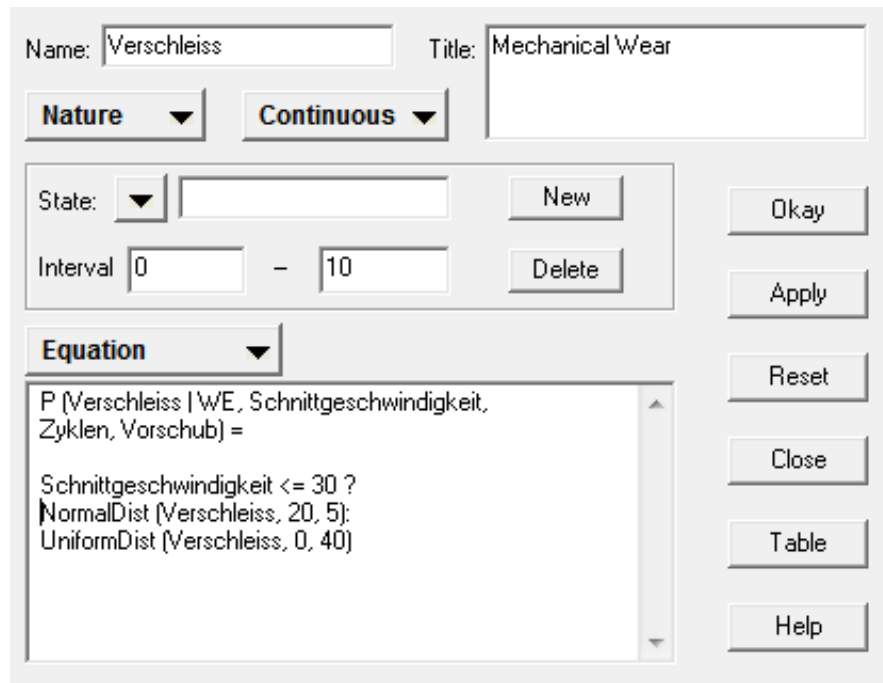 Name: Verschleiss
Title: Mechanical Wear
Nature Continuous
State: New
Interval 0 – 10 Delete
Equation
P (Verschleiss | WE, Schnittgeschwindigkeit,
Zyklen, Vorschub) =
Schnittgeschwindigkeit <= 30 ?
NormalDist (Verschleiss, 20, 5):
UniformDist (Verschleiss, 0, 40)
Okay
Apply
Reset
Close
Table
Help